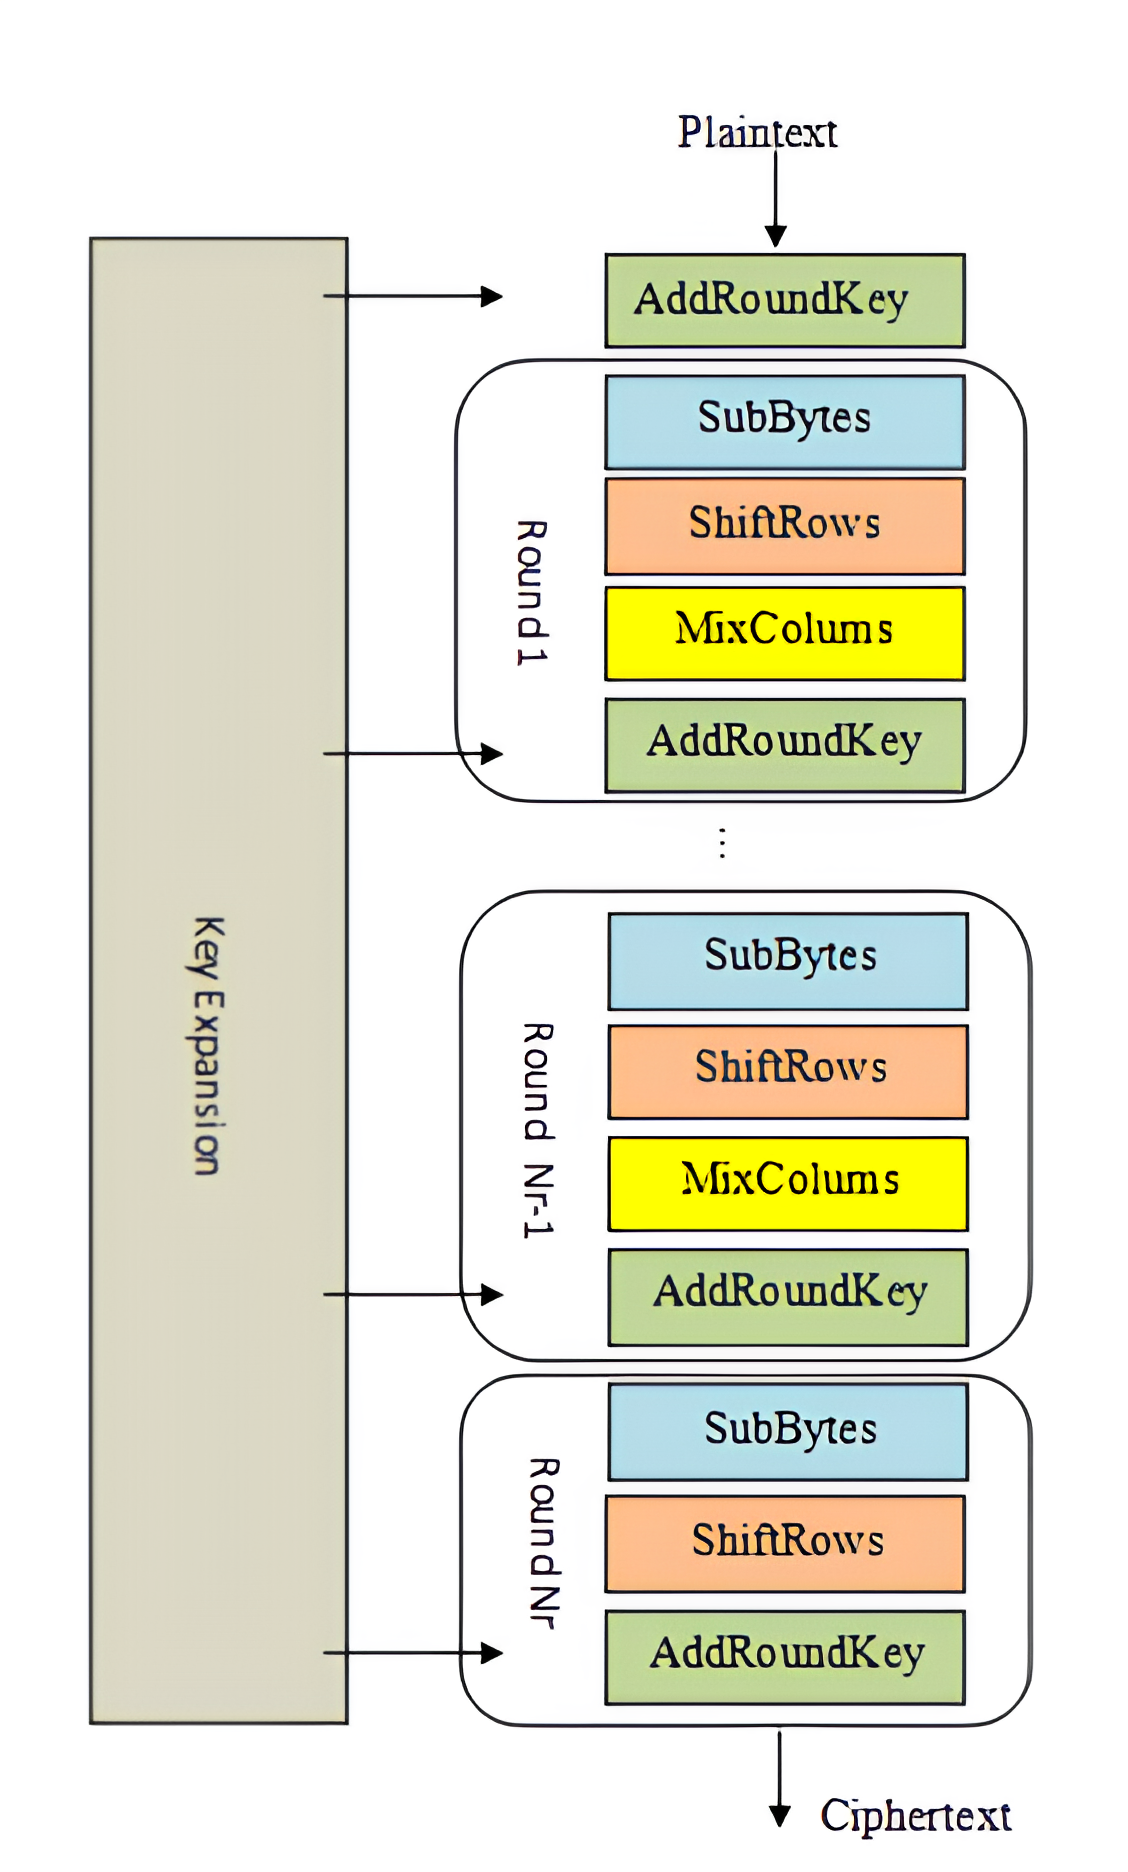 Plaintext
AddRoundKey
SubBytes
ShiftRows
MixColums
AddRoundKey
Round 1
⋮
SubBytes
ShiftRows
MixColums
AddRoundKey
Round Nr-1
SubBytes
ShiftRows
AddRoundKey
Round Nr
Key Expansion
Ciphertext